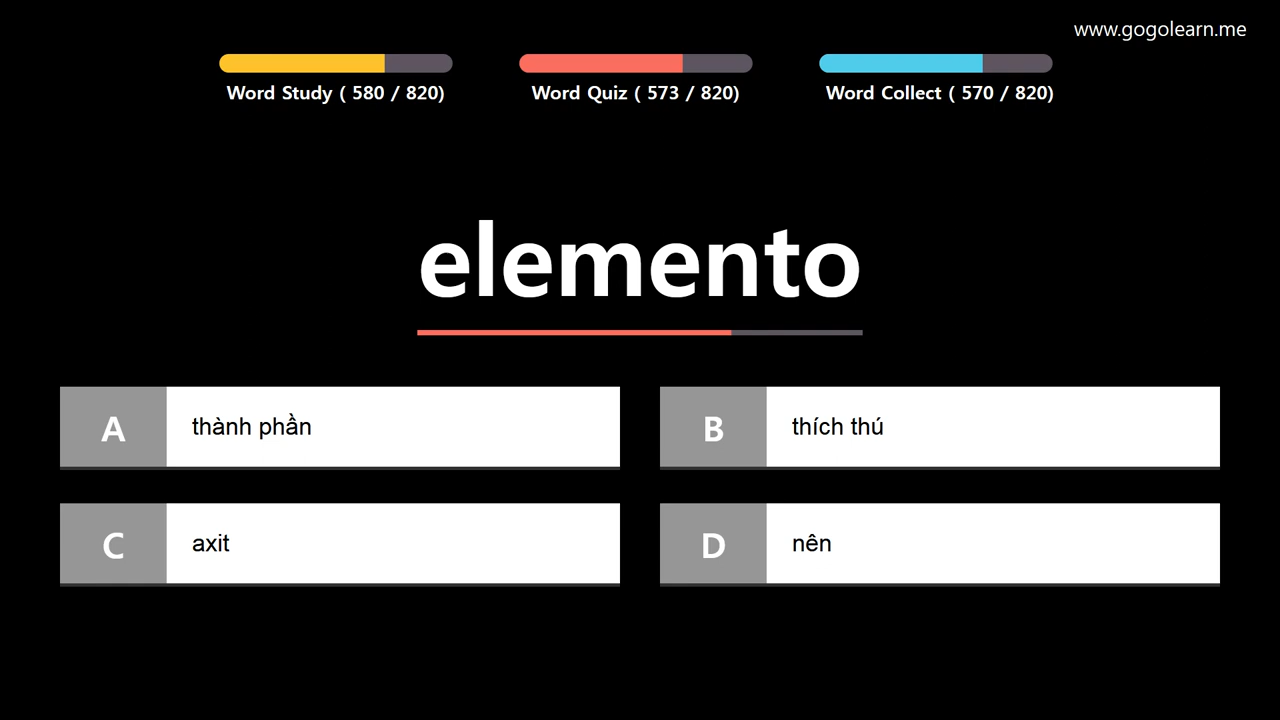 www.gogolearn.me
Word Study ( 580 / 820)
Word Quiz ( 573 / 820)
Word Collect ( 570 / 820)
elemento
A
thành phần
B
thích thú
C
axit
D
nên